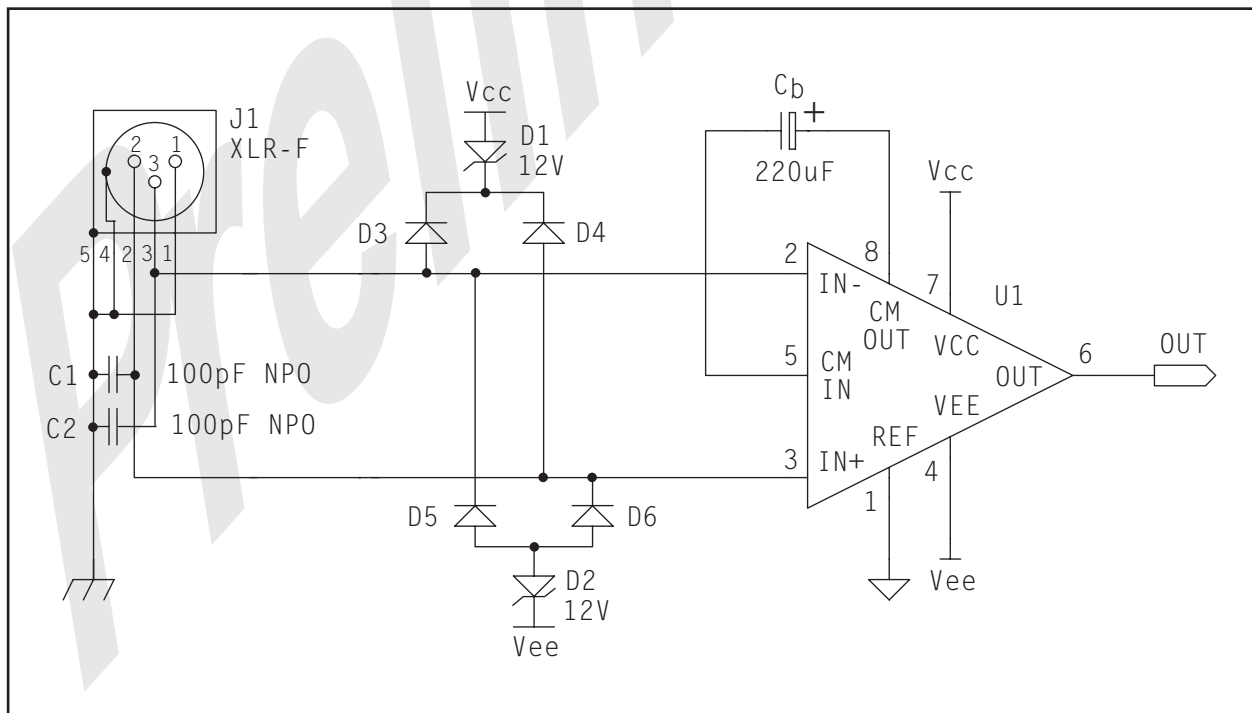 Prelim
J1
XLR-F
2
1
3
5
4
2
3
1
C1
100pF NPO
C2
100pF NPO
Vcc
D1
12V
D3
D4
D5
D6
D2
12V
Vee
Cb
+
220uF
Vcc
2
IN-
8
CM
OUT
7
VCC
U1
5
CM
IN
OUT
6
OUT
VEE
REF
3
IN+
1
4
Vee